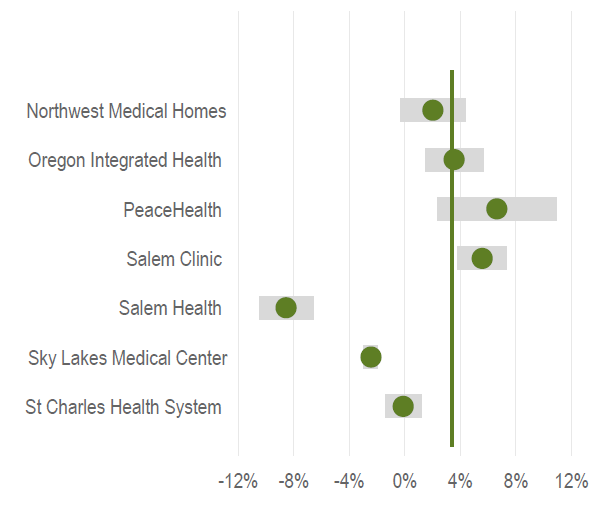 Northwest Medical Homes
Oregon Integrated Health
PeaceHealth
Salem Clinic
Salem Health
Sky Lakes Medical Center
St Charles Health System
-12% -8% -4% 0% 4% 8% 12%